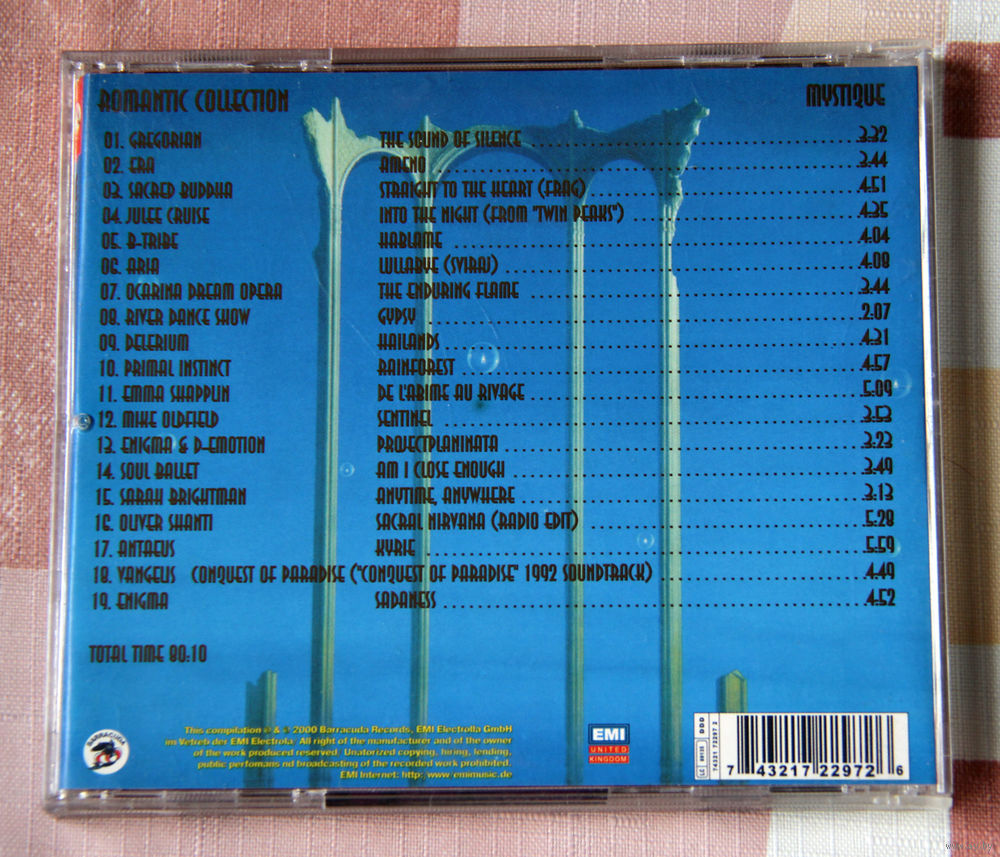 ROMANTIC COLLECTION MYSTIQUE
01. GREGORIAN THE SOUND OF SILENCE 3.32
02. ERA AMENO 3.44
03. SACRED BUDDHA STRAIGHT TO THE HEART (FRAG) 4.51
04. JULEE CRUISE INTO THE NIGHT (FROM "TWIN PEAKS") 4.35
05. B-TRIBE HABLAME 4.04
06. ARIA LULLABYE (SVIRAJ) 4.08
07. OCARINA DREAM OPERA THE ENDURING FLAME 3.44
08. RIVER DANCE SHOW GYPSY 2.07
09. DELERIUM HAILANDS 4.31
10. PRIMAL INSTINCT RAINFOREST 4.57
11. EMMA SHAPPLIN DE L'ABIME AU RIVAGE 5.09
12. MIKE OLDFIELD SENTINEL 3.53
13. ENIGMA & D-EMOTION PROJECTPLANINATA 3.23
14. SOUL BALLET AM I CLOSE ENOUGH 3.49
15. SARAH BRIGHTMAN ANYTIME, ANYWHERE 3.13
16. OLIVER SHANTI SACRAL NIRVANA (RADIO EDIT) 5.28
17. ANTAEUS KYRIE 5.59
18. VANGELIS CONQUEST OF PARADISE ("CONQUEST OF PARADISE" 1992 SOUNDTRACK) 4.49
19. ENIGMA SADANESS 4.52
TOTAL TIME 80:10
This compilation ℗ & © 2000 Barracuda Records, EMI Electrolla GmbH
im Vetrieb der EMI Electrola. All right of the manufacturer and of the owner
of the work produced reserved. Unatorized copying, hiring, lending,
public perfomans nd broadcasting of the recorded work prohibited.
EMI Internet: http: www.emimusic.de
BARRACUDA
EMI
UNITED
KINGDOM
DDD
74321 72297 2
7 43217 22972 6